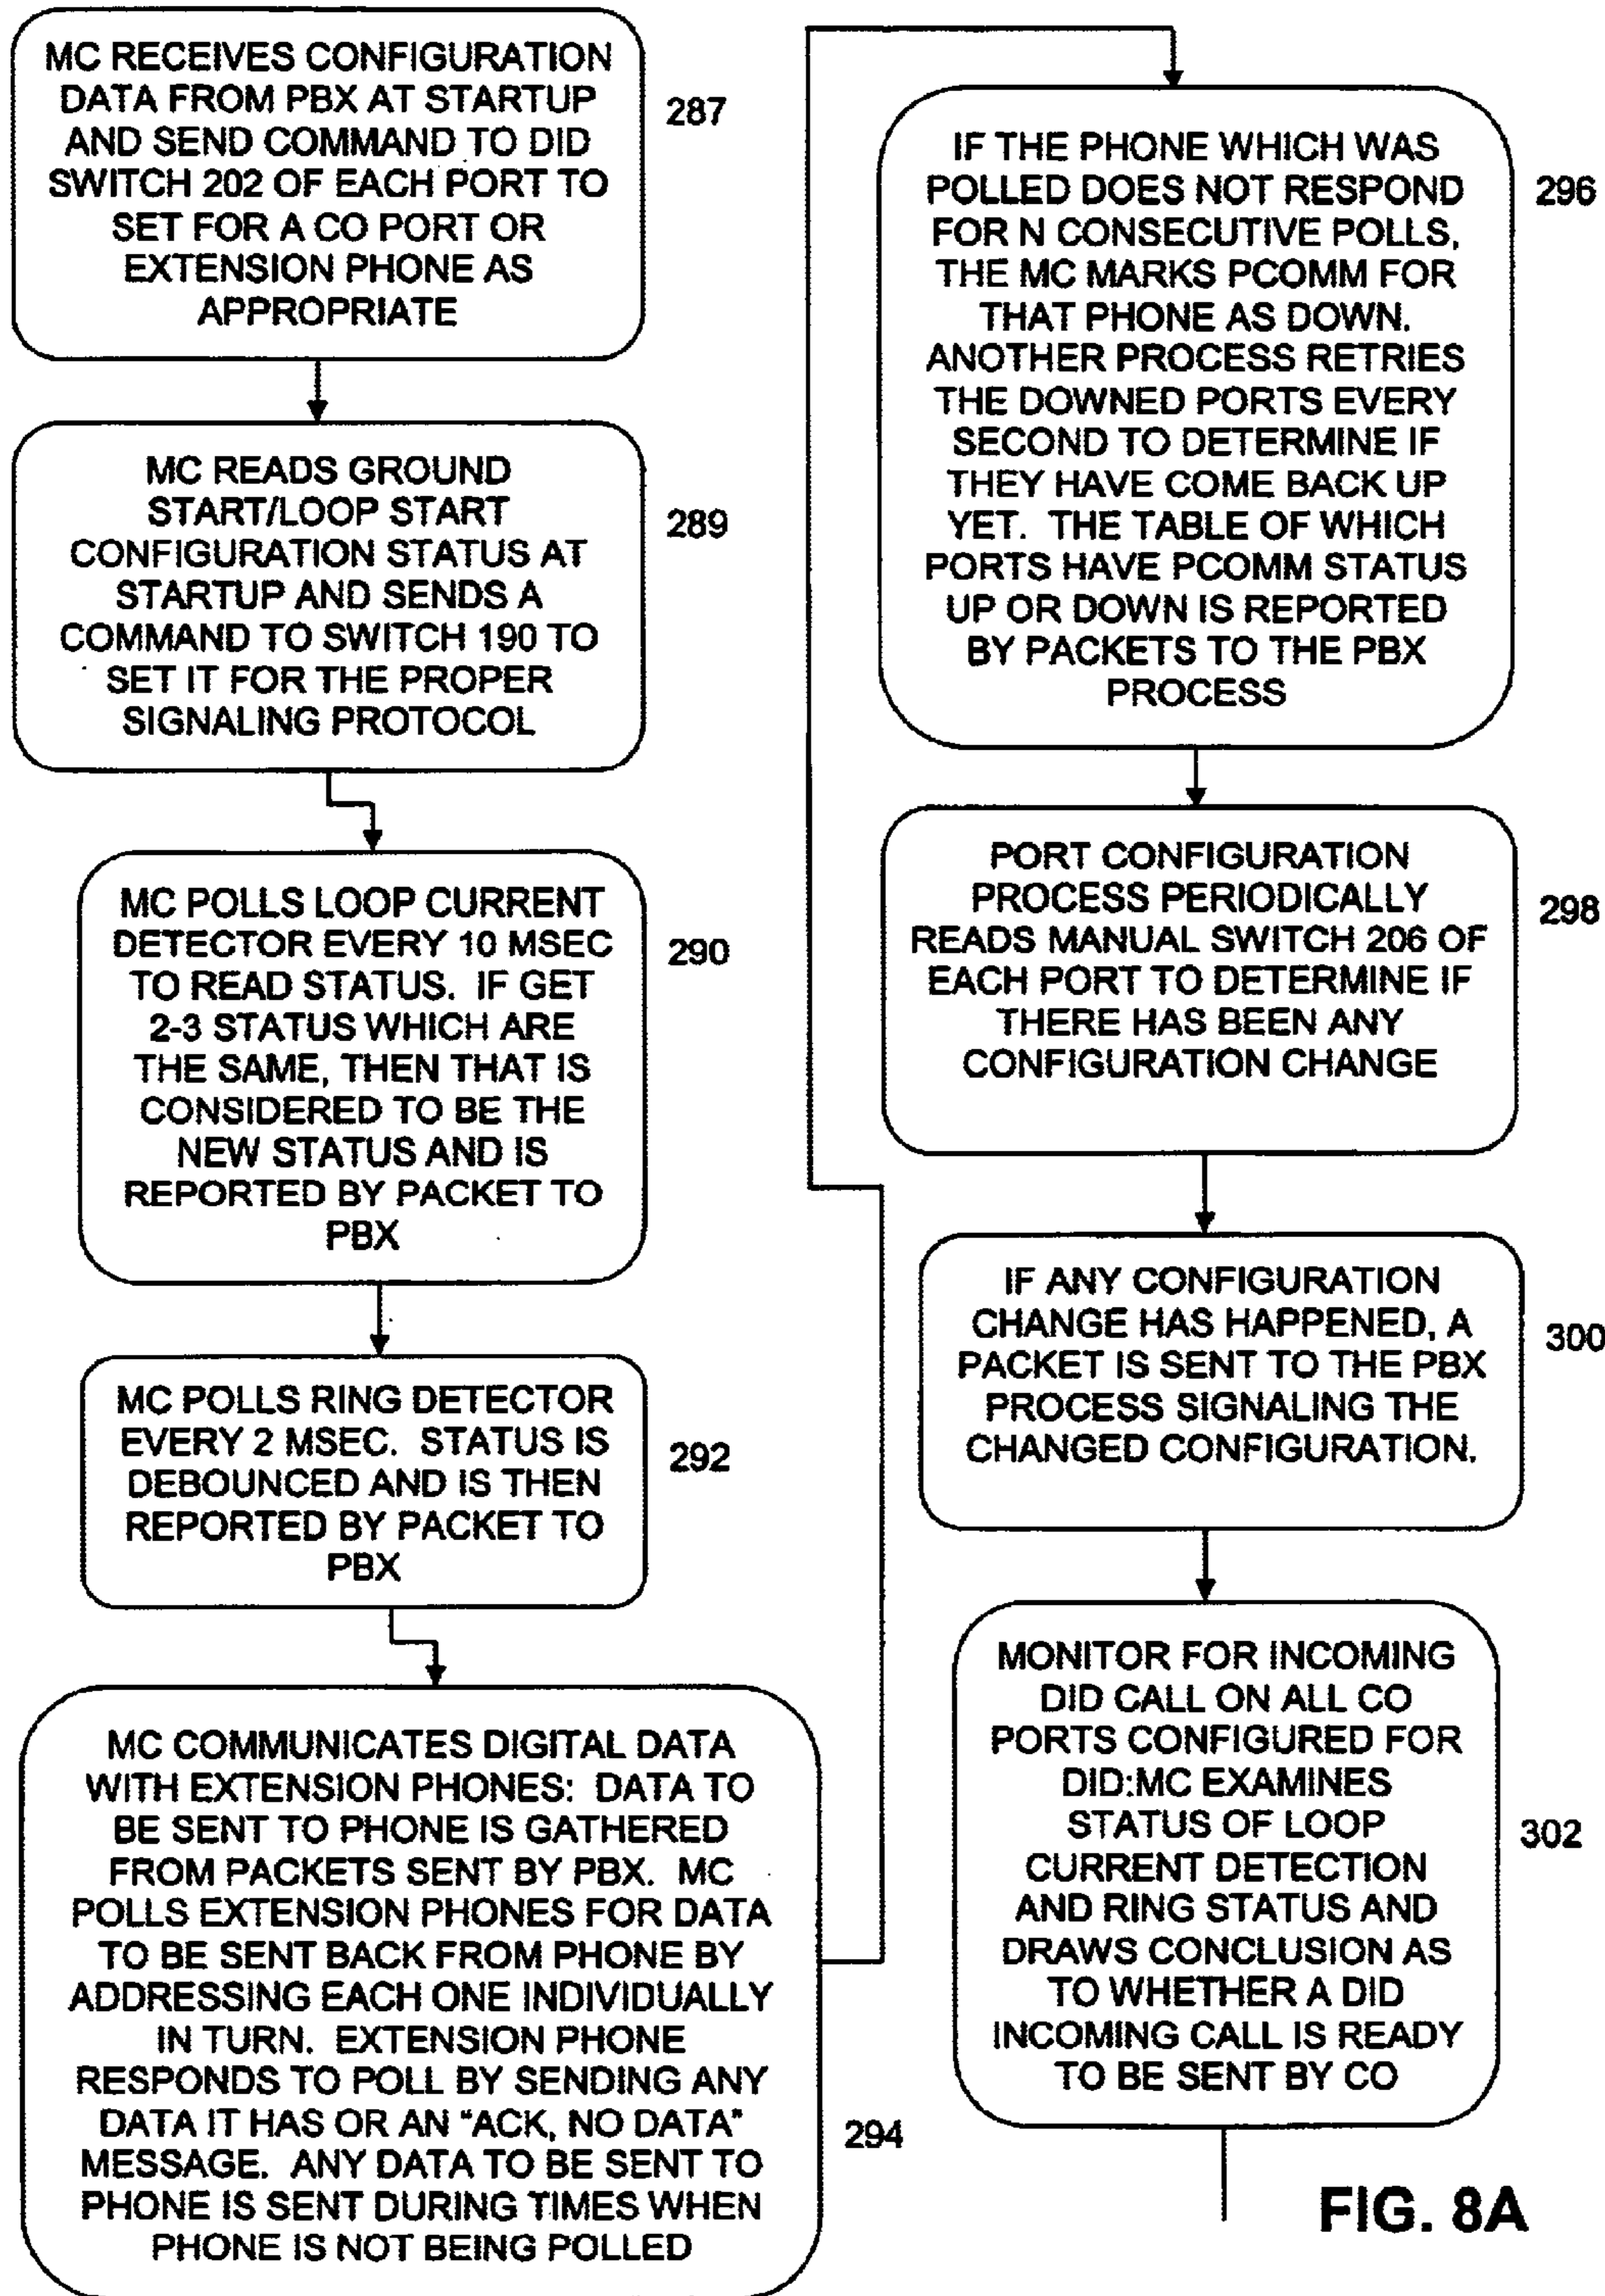 MC RECEIVES CONFIGURATION
DATA FROM PBX AT STARTUP
AND SEND COMMAND TO DID
SWITCH 202 OF EACH PORT TO
SET FOR A CO PORT OR
EXTENSION PHONE AS
APPROPRIATE
287
MC READS GROUND
START/LOOP START
CONFIGURATION STATUS AT
STARTUP AND SENDS A
COMMAND TO SWITCH 190 TO
SET IT FOR THE PROPER
SIGNALING PROTOCOL
289
MC POLLS LOOP CURRENT
DETECTOR EVERY 10 MSEC
TO READ STATUS. IF GET
2-3 STATUS WHICH ARE
THE SAME, THEN THAT IS
CONSIDERED TO BE THE
NEW STATUS AND IS
REPORTED BY PACKET TO
PBX
290
MC POLLS RING DETECTOR
EVERY 2 MSEC. STATUS IS
DEBOUNCED AND IS THEN
REPORTED BY PACKET TO
PBX
292
MC COMMUNICATES DIGITAL DATA
WITH EXTENSION PHONES: DATA TO
BE SENT TO PHONE IS GATHERED
FROM PACKETS SENT BY PBX. MC
POLLS EXTENSION PHONES FOR DATA
TO BE SENT BACK FROM PHONE BY
ADDRESSING EACH ONE INDIVIDUALLY
IN TURN. EXTENSION PHONE
RESPONDS TO POLL BY SENDING ANY
DATA IT HAS OR AN "ACK, NO DATA"
MESSAGE. ANY DATA TO BE SENT TO
PHONE IS SENT DURING TIMES WHEN
PHONE IS NOT BEING POLLED
294
IF THE PHONE WHICH WAS
POLLED DOES NOT RESPOND
FOR N CONSECUTIVE POLLS,
THE MC MARKS PCOMM FOR
THAT PHONE AS DOWN.
ANOTHER PROCESS RETRIES
THE DOWNED PORTS EVERY
SECOND TO DETERMINE IF
THEY HAVE COME BACK UP
YET. THE TABLE OF WHICH
PORTS HAVE PCOMM STATUS
UP OR DOWN IS REPORTED
BY PACKETS TO THE PBX
PROCESS
296
PORT CONFIGURATION
PROCESS PERIODICALLY
READS MANUAL SWITCH 206 OF
EACH PORT TO DETERMINE IF
THERE HAS BEEN ANY
CONFIGURATION CHANGE
298
IF ANY CONFIGURATION
CHANGE HAS HAPPENED, A
PACKET IS SENT TO THE PBX
PROCESS SIGNALING THE
CHANGED CONFIGURATION.
300
MONITOR FOR INCOMING
DID CALL ON ALL CO
PORTS CONFIGURED FOR
DID:MC EXAMINES
STATUS OF LOOP
CURRENT DETECTION
AND RING STATUS AND
DRAWS CONCLUSION AS
TO WHETHER A DID
INCOMING CALL IS READY
TO BE SENT BY CO
302
FIG. 8A